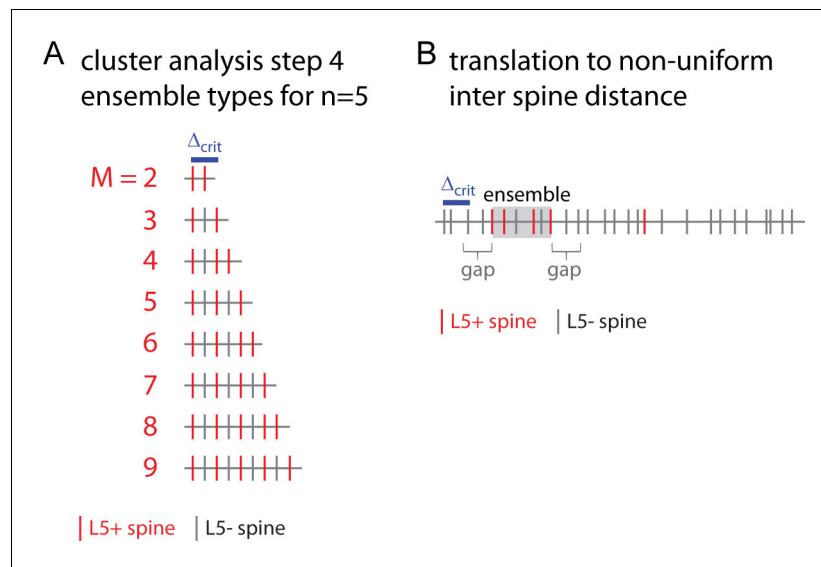 A cluster analysis step 4
ensemble types for n=5
Δcrit
M = 2
3
4
5
6
7
8
9
L5+ spine L5- spine
B translation to non-uniform
inter spine distance
Δcrit ensemble
gap gap
L5+ spine L5- spine